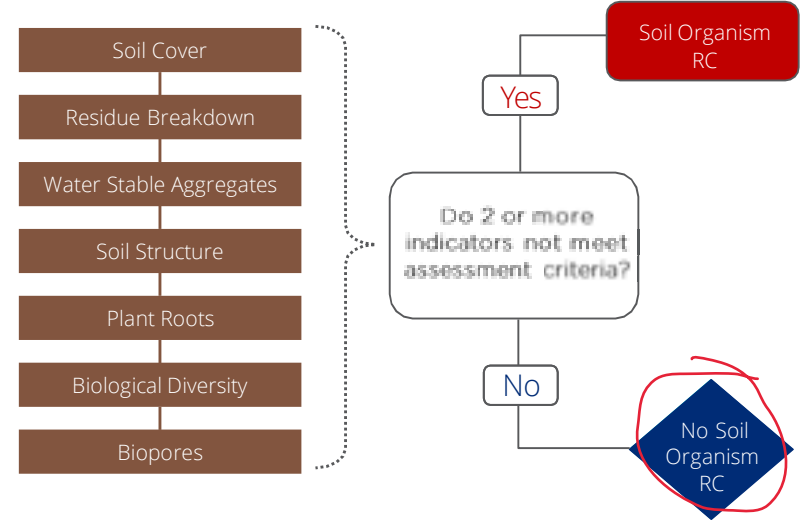 Soil Cover
Residue Breakdown
Water Stable Aggregates
Soil Structure
Plant Roots
Biological Diversity
Biopores
Soil Organism
RC
Yes
Do 2 or more
indicators not meet
assessment criteria?
No
No Soil
Organism
RC